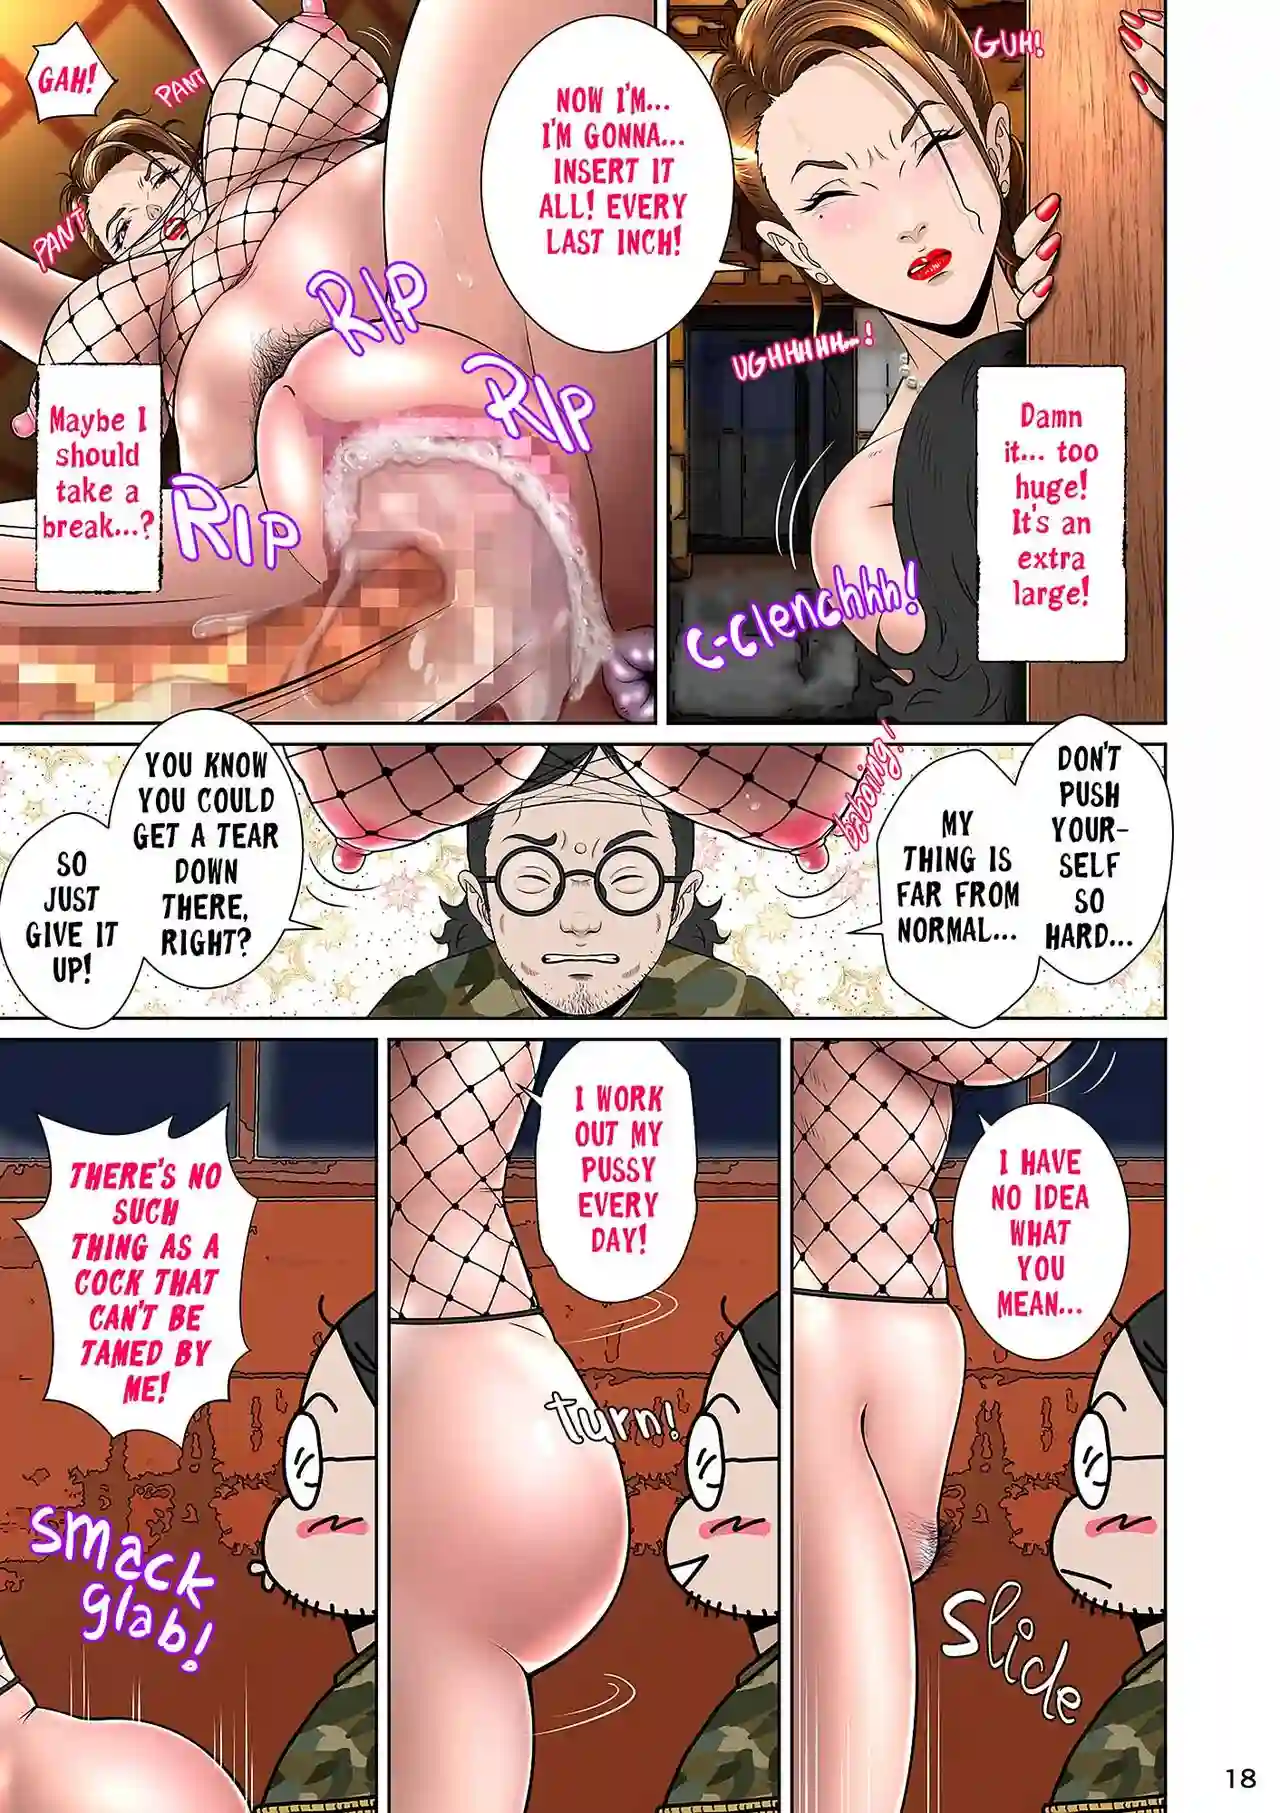 GUH!
UGHHHHH...!
Damn
it... too
huge!
It's an
extra
large!
C-Clenchhh!
NOW I'M...
I'M GONNA...
INSERT IT
ALL! EVERY
LAST INCH!
GAH!
PANT
PANT
RIP
RIP
RIP
Maybe I
should
take a
break...?
DON'T
PUSH
YOUR-
SELF
SO
HARD...
MY
THING IS
FAR FROM
NORMAL...
YOU KNOW
YOU COULD
GET A TEAR
DOWN
THERE,
RIGHT?
SO
JUST
GIVE IT
UP!
I HAVE
NO IDEA
WHAT
YOU
MEAN...
Slide
I WORK
OUT MY
PUSSY
EVERY
DAY!
turn!
THERE'S NO
SUCH
THING AS A
COCK THAT
CAN'T BE
TAMED BY
ME!
smack
glab!
18